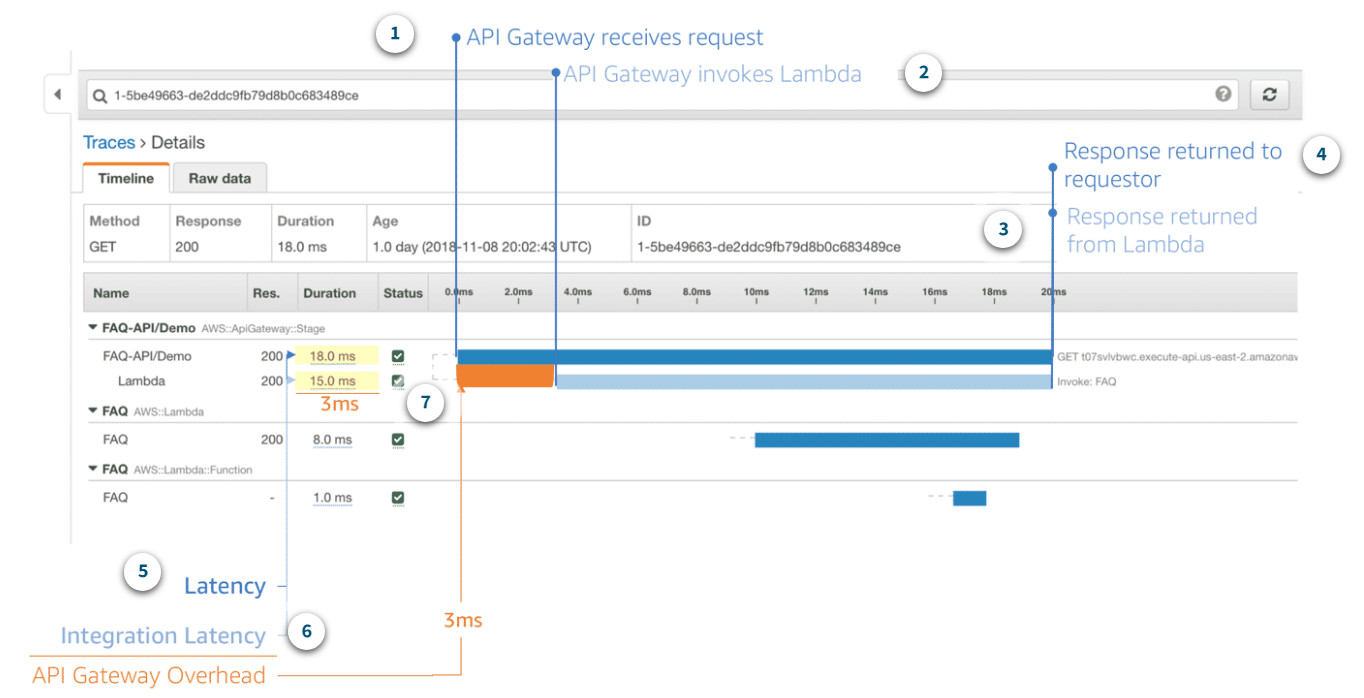 1
API Gateway receives request
API Gateway invokes Lambda
2
1-5be49663-de2ddc9fb79d8b0c683489ce
?
Traces > Details
Response returned to
requestor
4
Timeline
Raw data
Method
Response
Duration
Age
ID
3
Response returned
from Lambda
GET
200
18.0 ms
1.0 day (2018-11-08 20:02:43 UTC)
1-5be49663-de2ddc9fb79d8b0c683489ce
Name
Res.
Duration
Status
0.0ms
2.0ms
4.0ms
6.0ms
8.0ms
10ms
12ms
14ms
16ms
18ms
20ms
FAQ-API/Demo AWS::ApiGateway::Stage
FAQ-API/Demo
200
18.0 ms
GET t07svlvbwc.execute-api.us-east-2.amazonaw
Lambda
200
15.0 ms
Invoke: FAQ
3ms
7
FAQ AWS::Lambda
FAQ
200
8.0 ms
FAQ AWS::Lambda::Function
FAQ
-
1.0 ms
5
Latency
Integration Latency
6
3ms
API Gateway Overhead